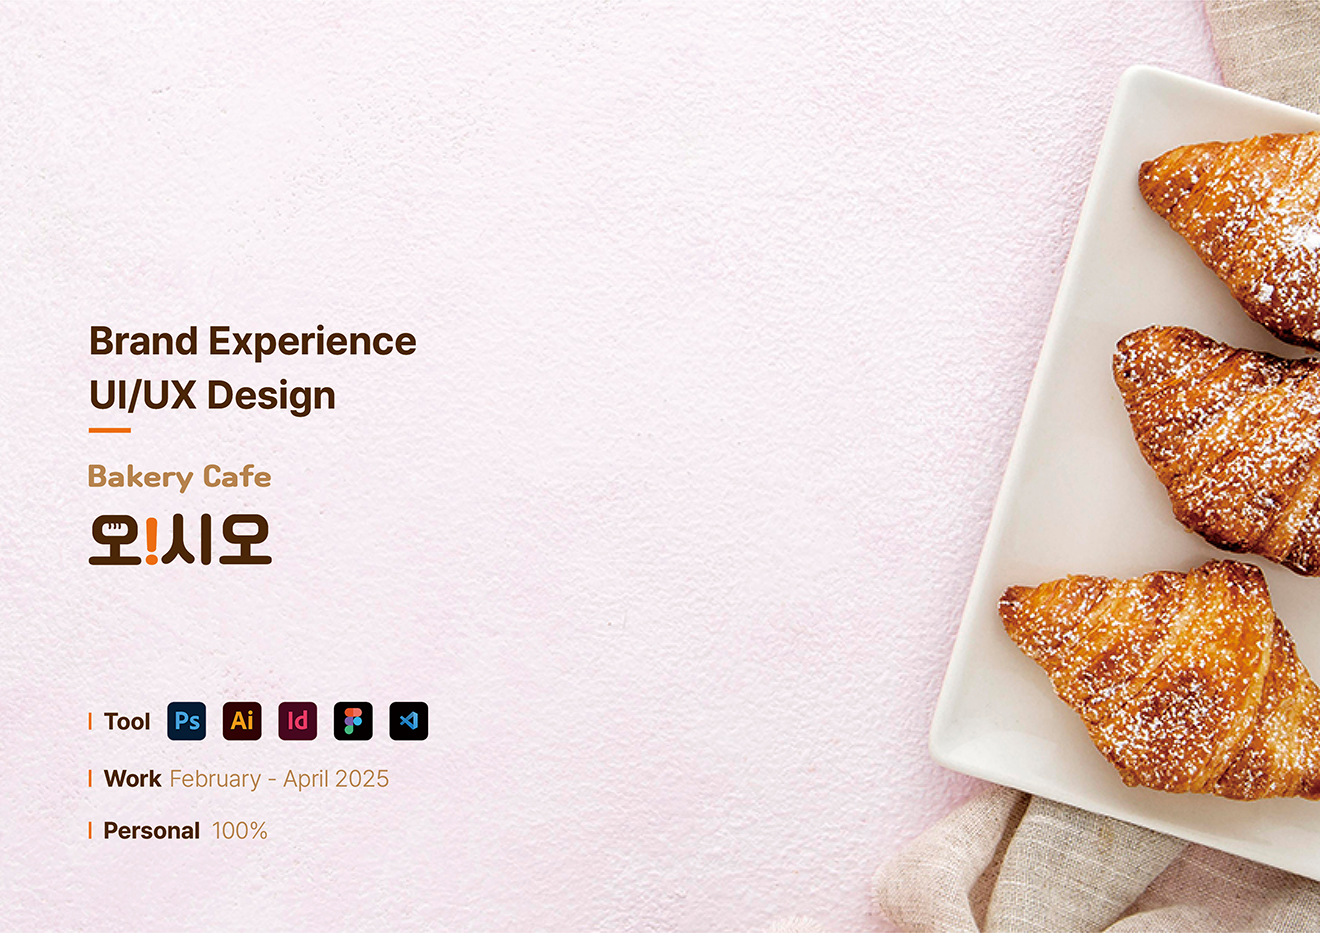 Brand Experience
UI/UX Design
Bakery Cafe
오!시오
Tool Ps Ai Id
Work February - April 2025
Personal 100%